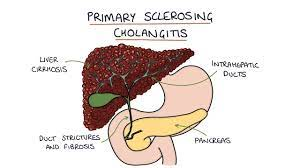 PRIMARY SCLEROSING
CHOLANGITIS
LIVER
CIRRHOSIS
INTRAHEPATIC
DUCTS
DUCT STRICTURES
AND FIBROSIS
PANCREAS